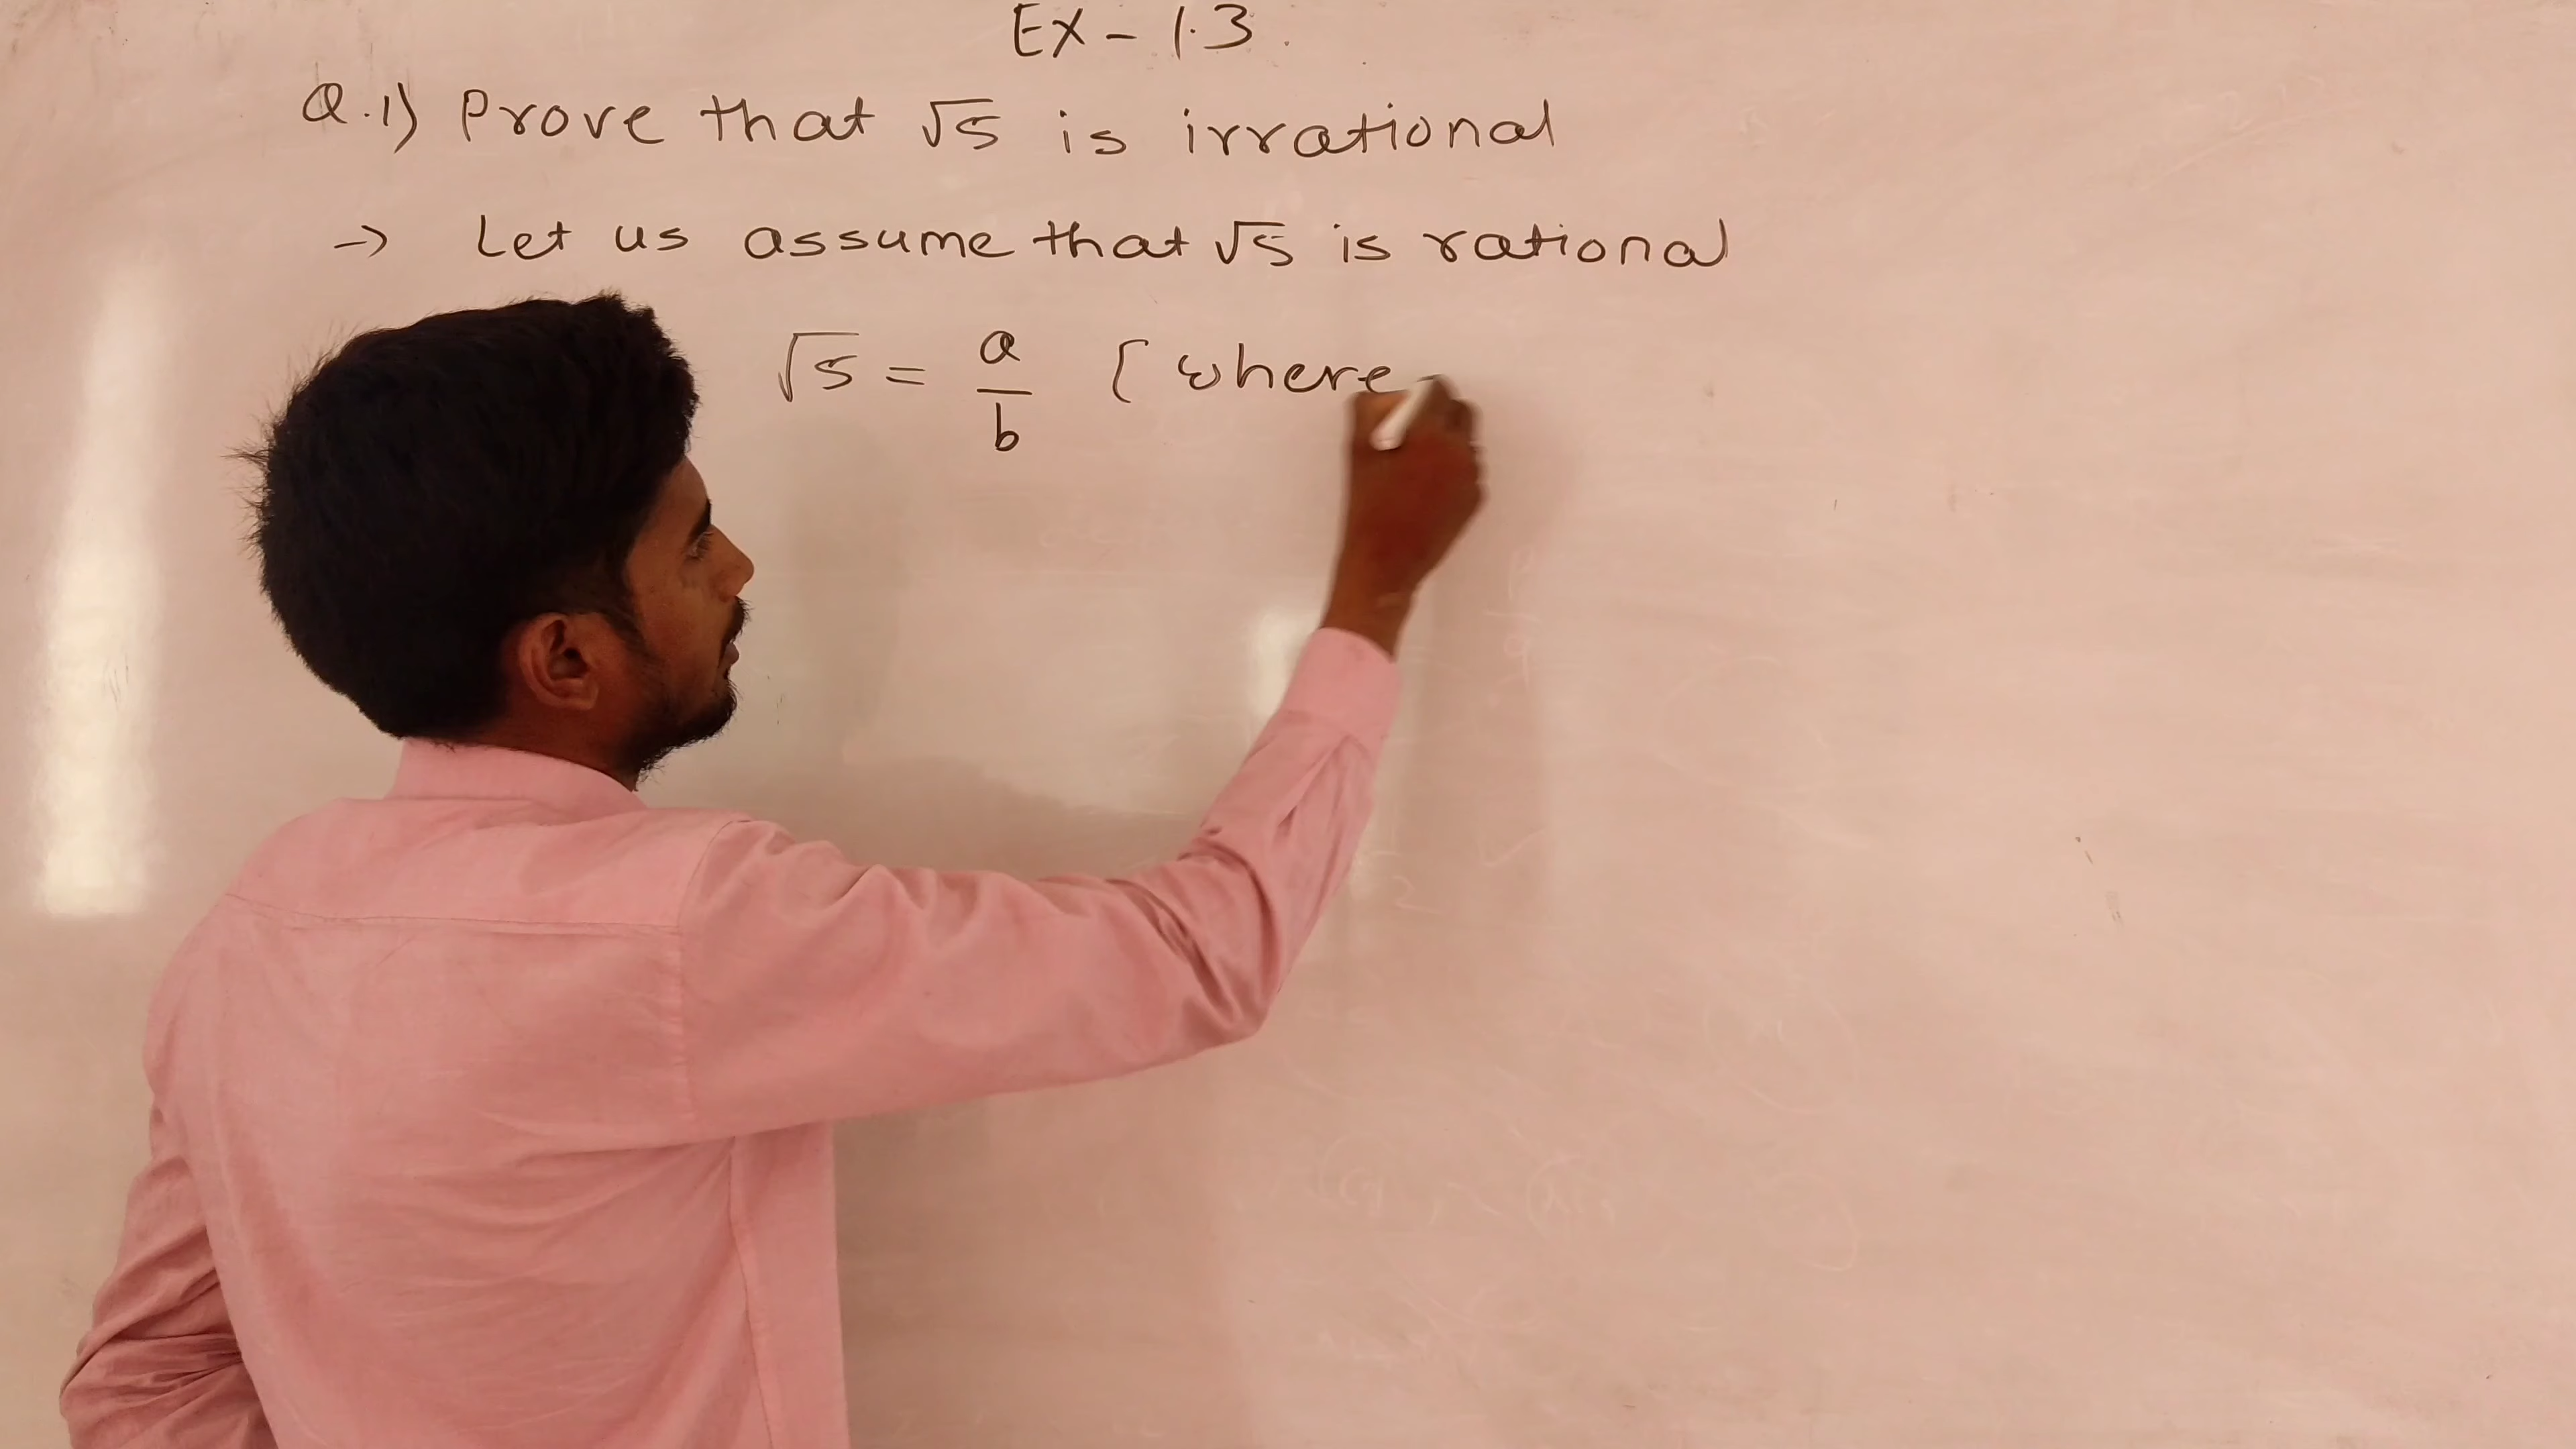 EX - 1.3
Q.1) Prove that √5 is irrational
→ Let us assume that √5 is rational
√5 = a/b [ where